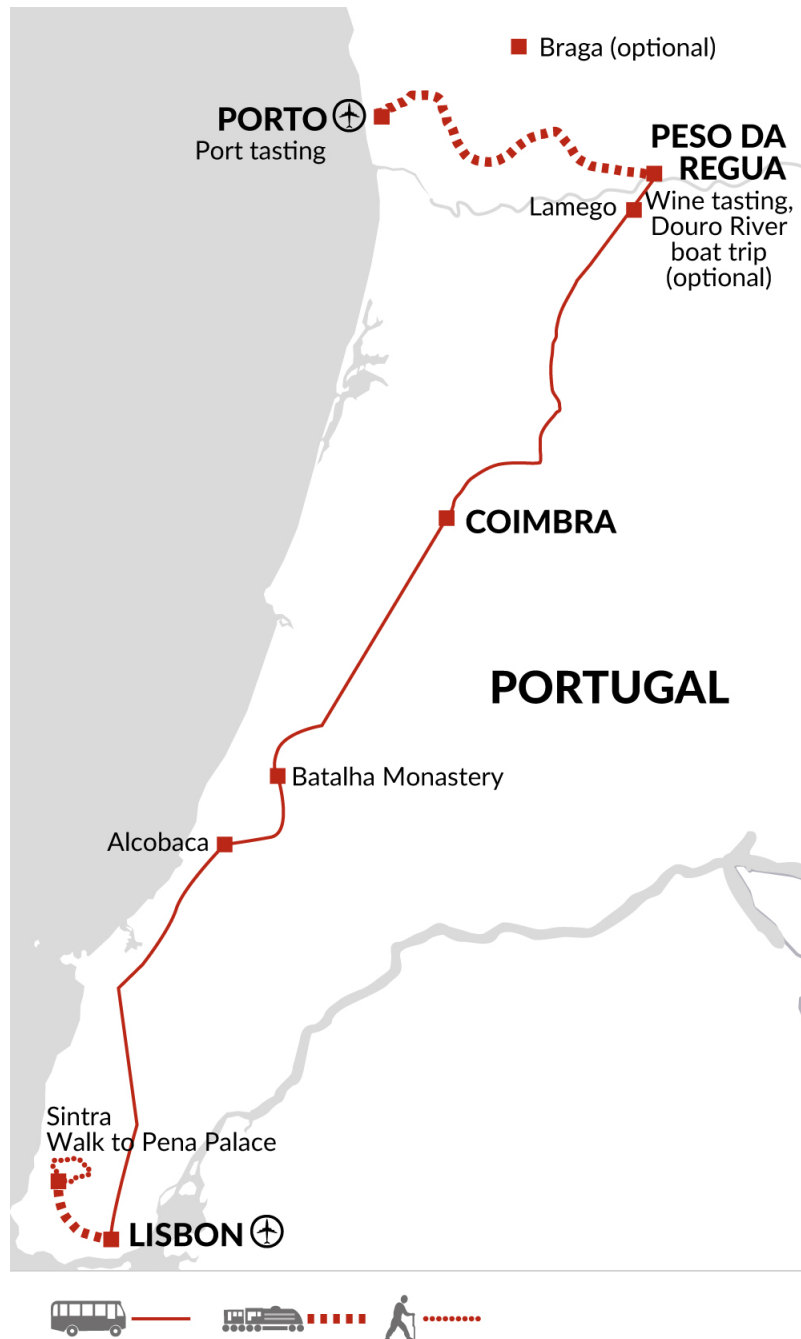 Braga (optional)
PORTO
Port tasting
PESO DA
REGUA
Wine tasting,
Douro River
boat trip
(optional)
Lamego
COIMBRA
PORTUGAL
Batalha Monastery
Alcobaca
Sintra
Walk to Pena Palace
LISBON